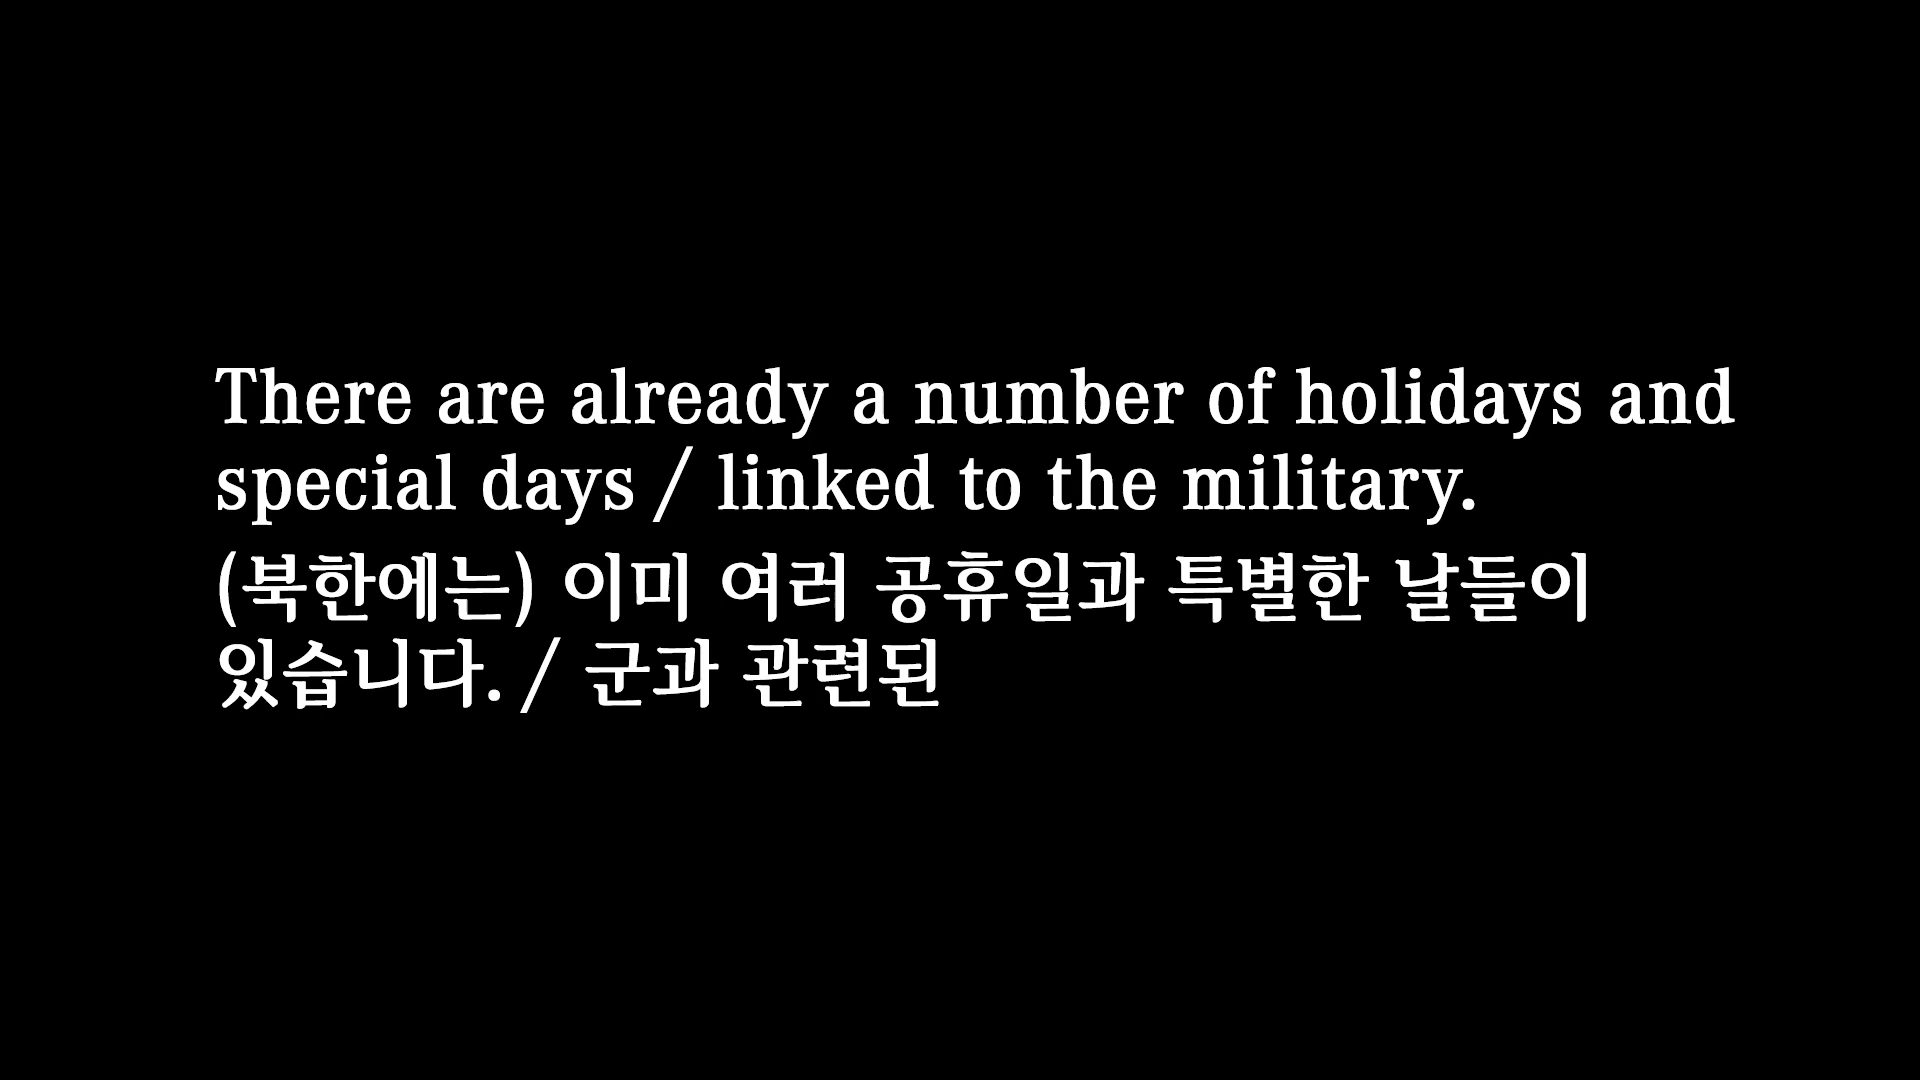 There are already a number of holidays and
special days / linked to the military.
(북한에는) 이미 여러 공휴일과 특별한 날들이
있습니다. / 군과 관련된